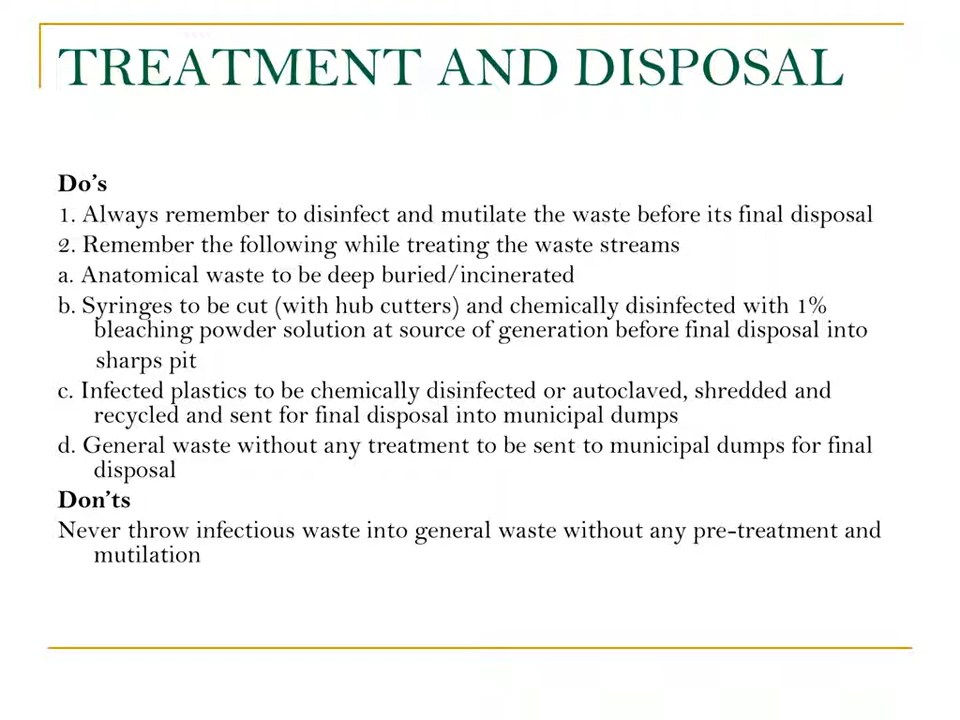 TREATMENT AND DISPOSAL
Do’s
1. Always remember to disinfect and mutilate the waste before its final disposal
2. Remember the following while treating the waste streams
a. Anatomical waste to be deep buried/incinerated
b. Syringes to be cut (with hub cutters) and chemically disinfected with 1%
bleaching powder solution at source of generation before final disposal into
sharps pit
c. Infected plastics to be chemically disinfected or autoclaved, shredded and
recycled and sent for final disposal into municipal dumps
d. General waste without any treatment to be sent to municipal dumps for final
disposal
Don’ts
Never throw infectious waste into general waste without any pre-treatment and
mutilation